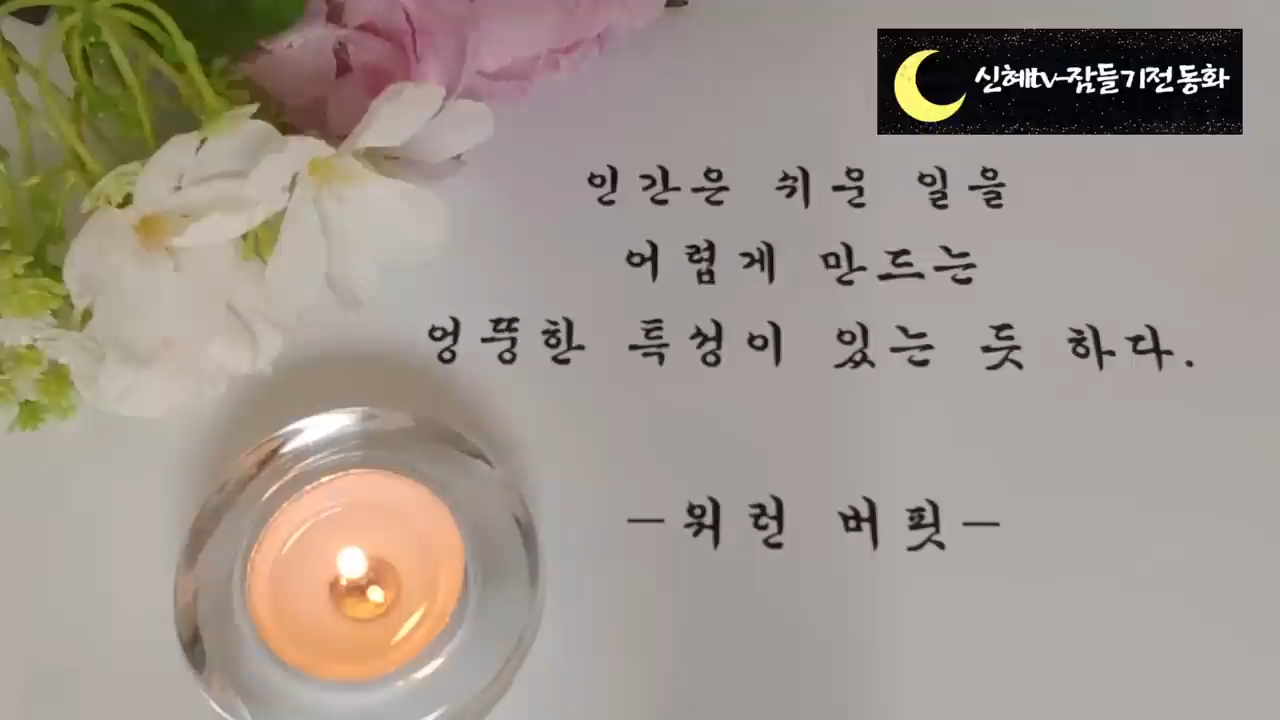 신혜tv-잠들기전동화
인간은 쉬운 일을
어렵게 만드는
엉뚱한 특성이 있는 듯 하다.
-워런 버핏-